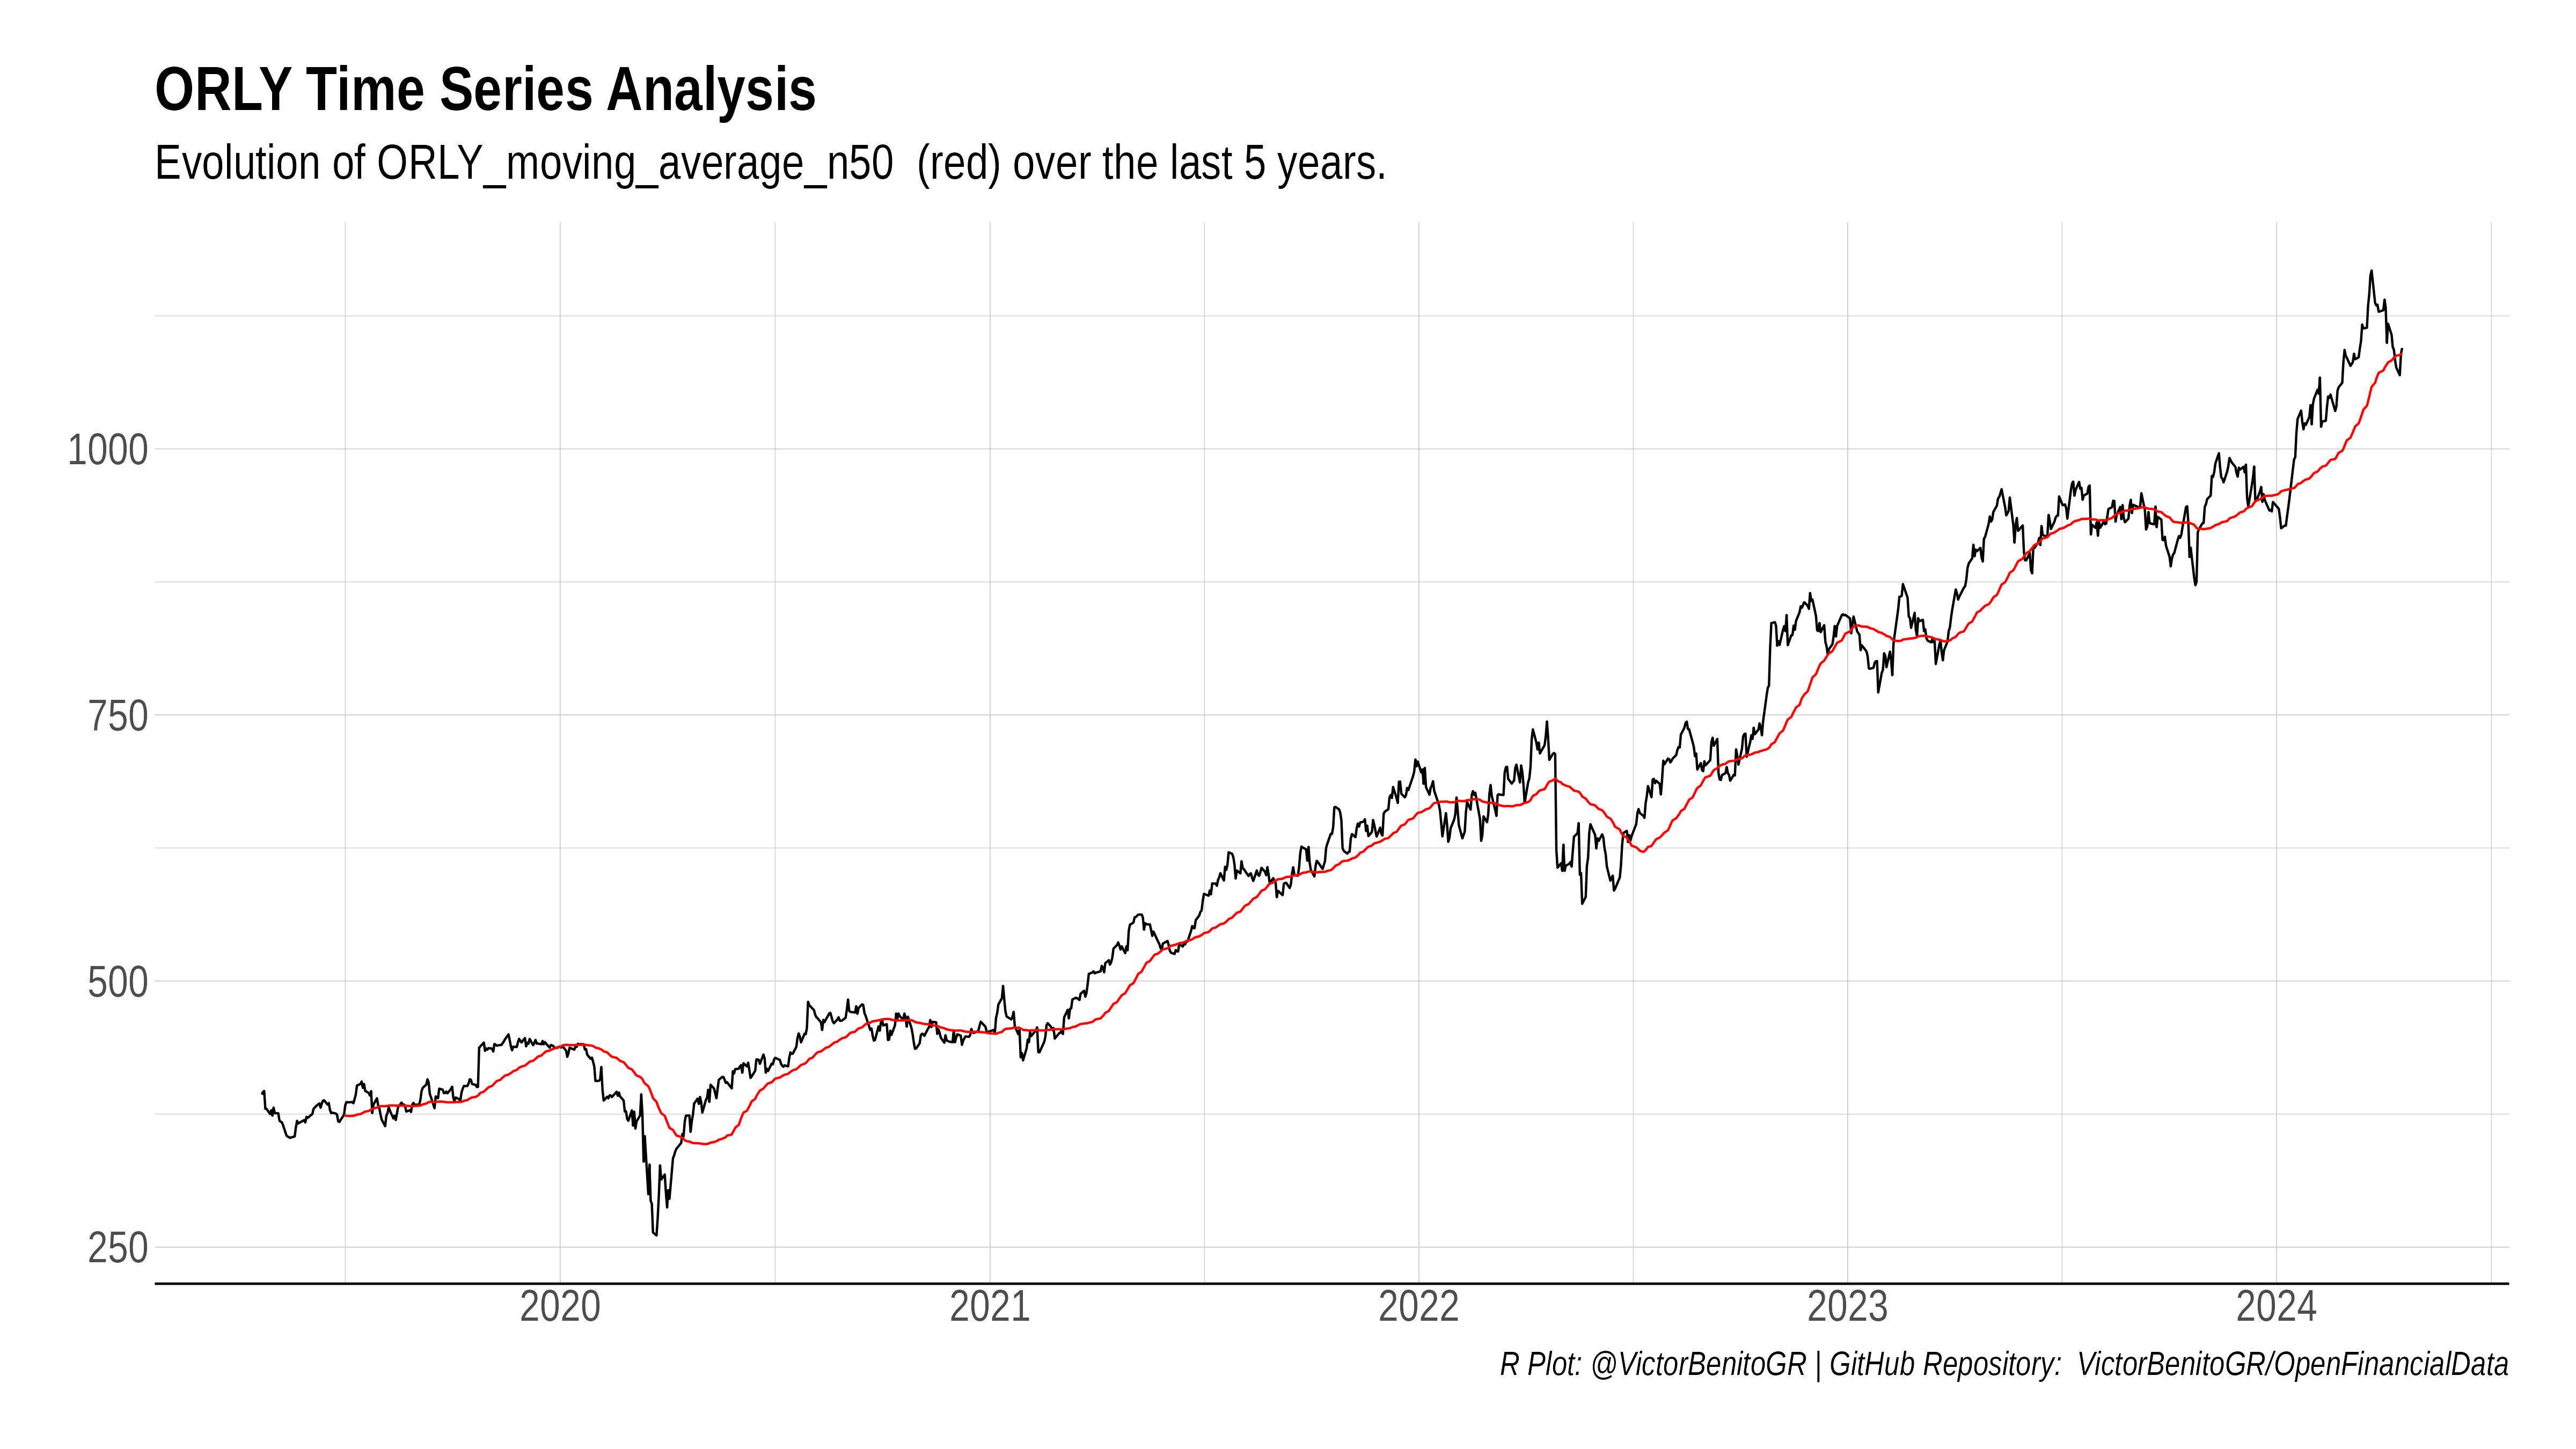 ORLY Time Series Analysis
Evolution of ORLY_moving_average_n50  (red) over the last 5 years.
1000
750
500
250
2020 2021 2022 2023 2024
R Plot: @VictorBenitoGR | GitHub Repository:  VictorBenitoGR/OpenFinancialData